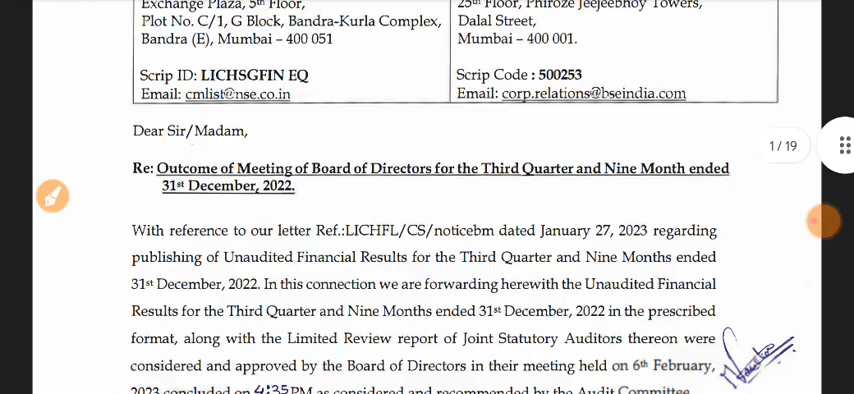 Exchange Plaza, 5th Floor,
Plot No. C/1, G Block, Bandra-Kurla Complex,
Bandra (E), Mumbai – 400 051
Scrip ID: LICHSGFIN EQ
Email: cmlist@nse.co.in
25th Floor, Phiroze Jeejeebhoy Towers,
Dalal Street,
Mumbai – 400 001.
Scrip Code : 500253
Email: corp.relations@bseindia.com
Dear Sir/Madam,
1/19
Re: Outcome of Meeting of Board of Directors for the Third Quarter and Nine Month ended
31st December, 2022.
With reference to our letter Ref.:LICHFL/CS/noticebm dated January 27, 2023 regarding
publishing of Unaudited Financial Results for the Third Quarter and Nine Months ended
31st December, 2022. In this connection we are forwarding herewith the Unaudited Financial
Results for the Third Quarter and Nine Months ended 31st December, 2022 in the prescribed
format, along with the Limited Review report of Joint Statutory Auditors thereon were
considered and approved by the Board of Directors in their meeting held on 6th February,
2023 concluded on 4:35 PM as considered and recommended by the Audit Committee